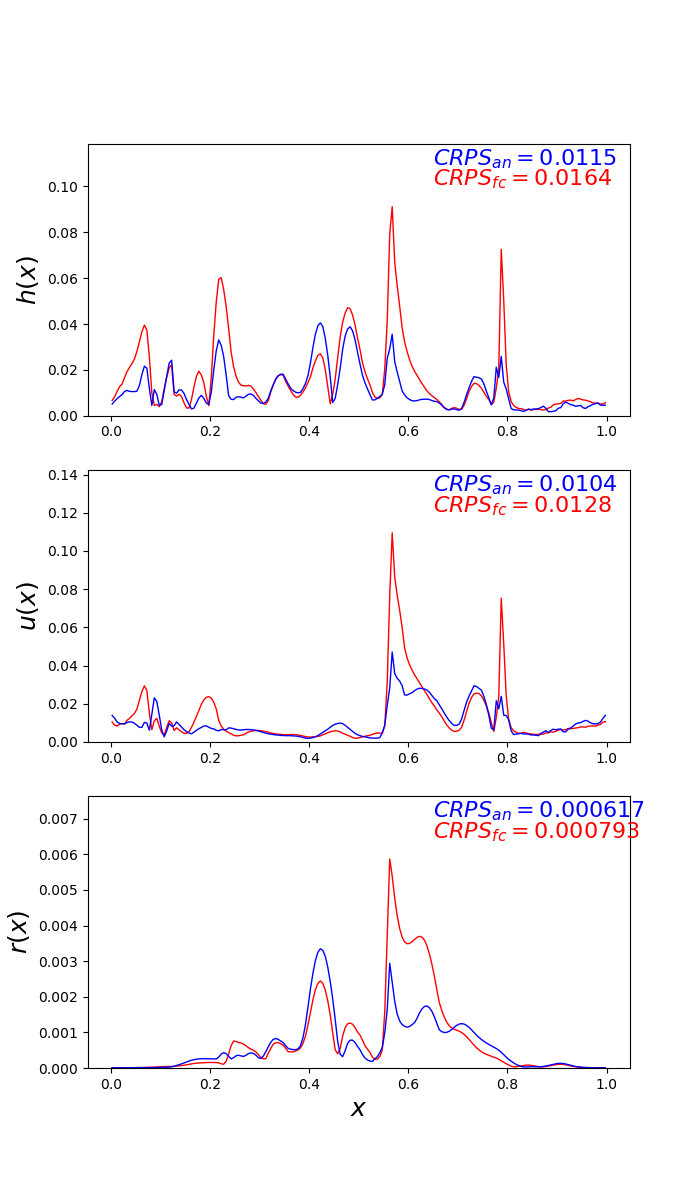 CRPS_an = 0.0115
CRPS_fc = 0.0164
h(x)
0.10
0.08
0.06
0.04
0.02
0.00
0.0 0.2 0.4 0.6 0.8 1.0
CRPS_an = 0.0104
CRPS_fc = 0.0128
u(x)
0.14
0.12
0.10
0.08
0.06
0.04
0.02
0.00
0.0 0.2 0.4 0.6 0.8 1.0
CRPS_an = 0.000617
CRPS_fc = 0.000793
r(x)
0.007
0.006
0.005
0.004
0.003
0.002
0.001
0.000
0.0 0.2 0.4 0.6 0.8 1.0
x